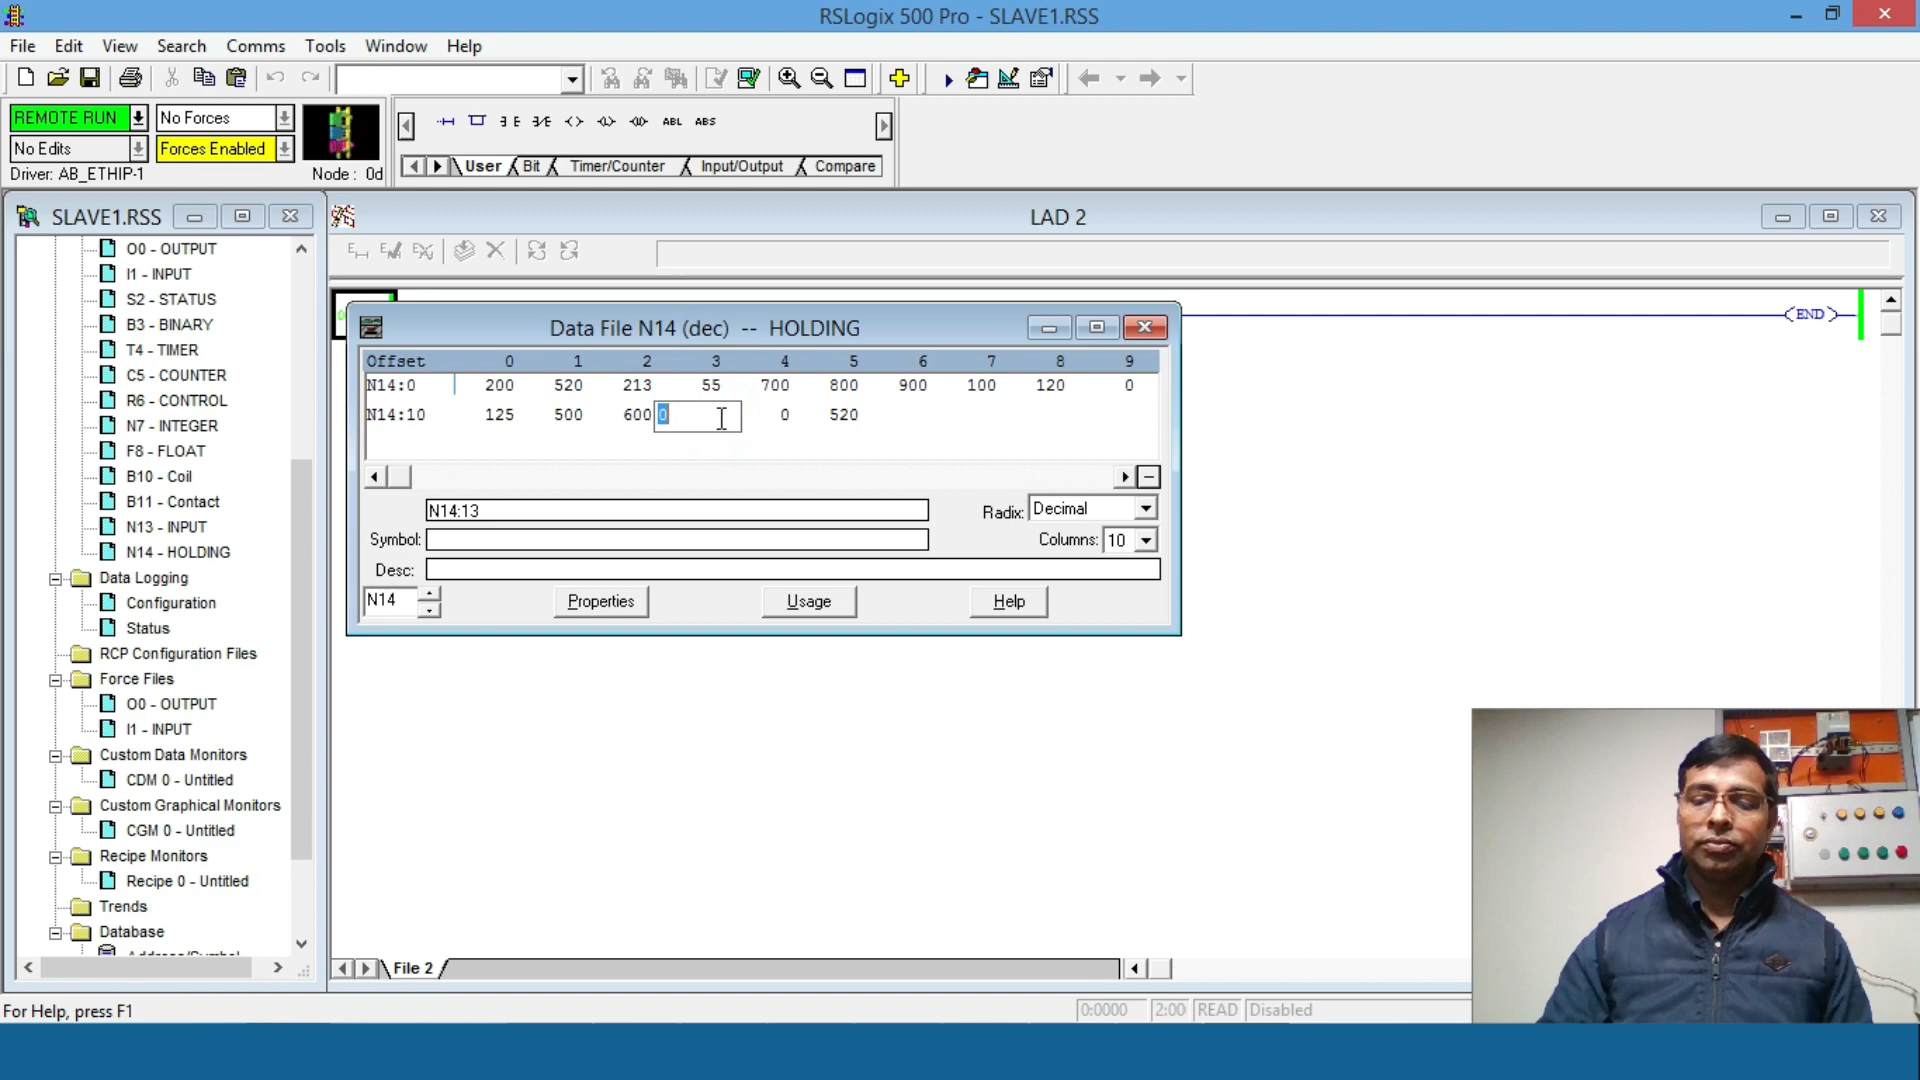 RSLogix 500 Pro - SLAVE1.RSS
File Edit View Search Comms Tools Window Help
REMOTE RUN No Forces
No Edits Forces Enabled
Driver: AB_ETHIP-1 Node : 0d
ABL ABS
User Bit Timer/Counter Input/Output Compare
SLAVE1.RSS
O0 - OUTPUT
I1 - INPUT
S2 - STATUS
B3 - BINARY
T4 - TIMER
C5 - COUNTER
R6 - CONTROL
N7 - INTEGER
F8 - FLOAT
B10 - Coil
B11 - Contact
N13 - INPUT
N14 - HOLDING
Data Logging
Configuration
Status
RCP Configuration Files
Force Files
O0 - OUTPUT
I1 - INPUT
Custom Data Monitors
CDM 0 - Untitled
Custom Graphical Monitors
CGM 0 - Untitled
Recipe Monitors
Recipe 0 - Untitled
Trends
Database
LAD 2
END
Data File N14 (dec) -- HOLDING
Offset 0 1 2 3 4 5 6 7 8 9
N14:0 200 520 213 55 700 800 900 100 120 0
N14:10 125 500 600 0 0 520
N14:13
Radix: Decimal
Symbol:
Columns: 10
Desc:
N14 Properties Usage Help
File 2
For Help, press F1
0:0000 2:00 READ Disabled